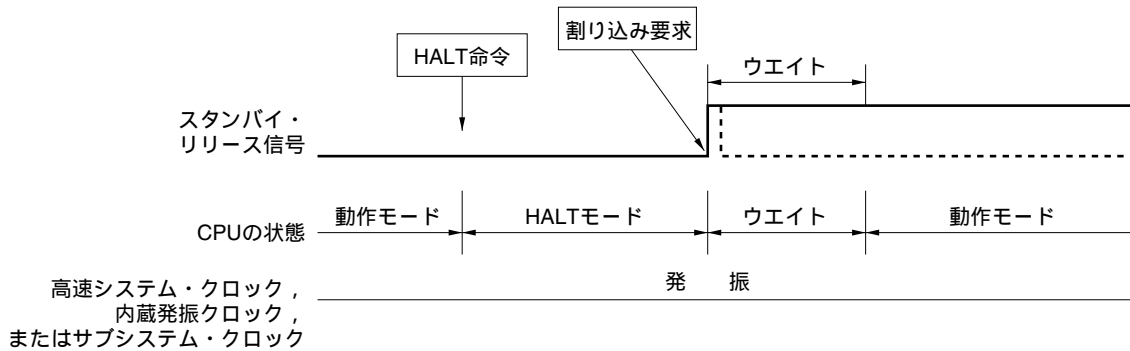 割り込み要求
HALT命令
ウエイト
スタンバイ・
リリース信号
動作モード
HALTモード
ウエイト
動作モード
CPUの状態
発　振
高速システム・クロック，
内蔵発振クロック，
またはサブシステム・クロック